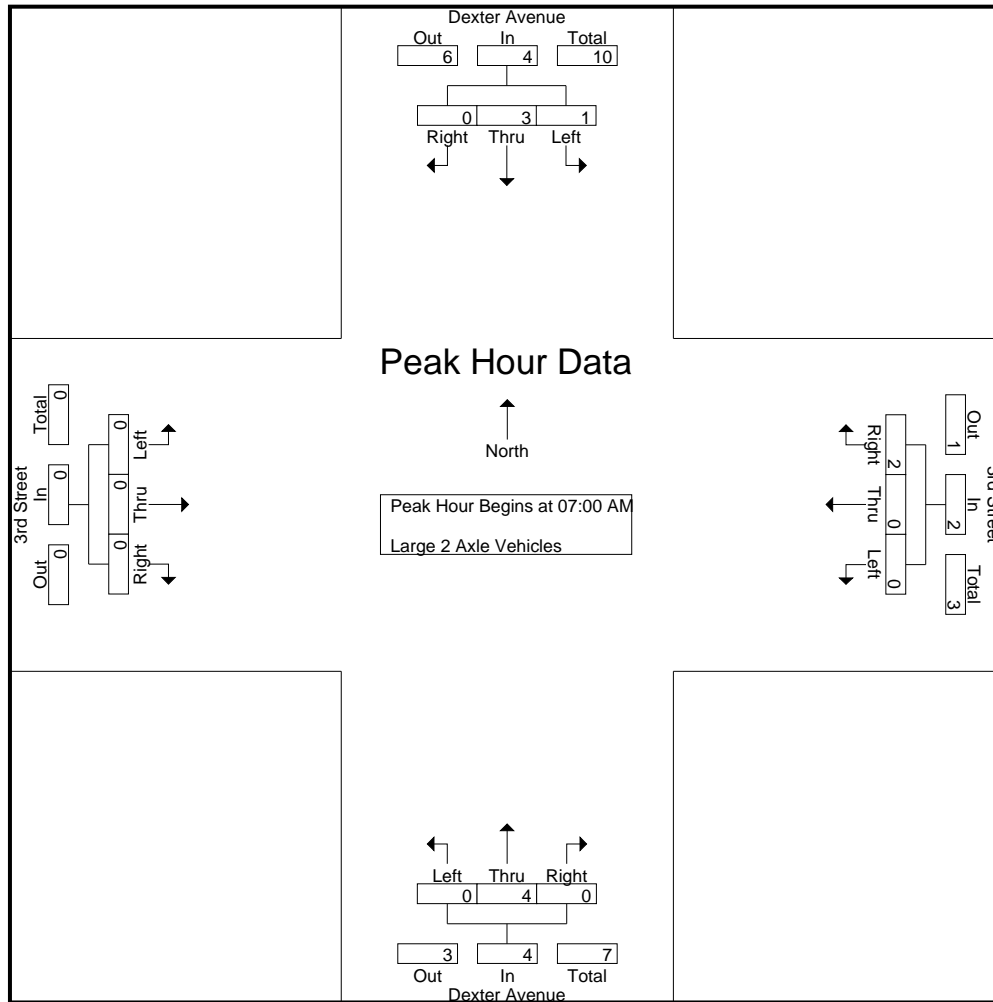 Dexter Avenue
Out In Total
6 4 10
0 3 1
Right Thru Left
Peak Hour Data
North
Peak Hour Begins at 07:00 AM
Large 2 Axle Vehicles
3rd Street
Total In Out
0 0 0
0 0 0
Left Thru Right
3rd Street
Out In Total
1 2 3
2 0 0
Right Thru Left
Left Thru Right
0 4 0
3 4 7
Out In Total
Dexter Avenue